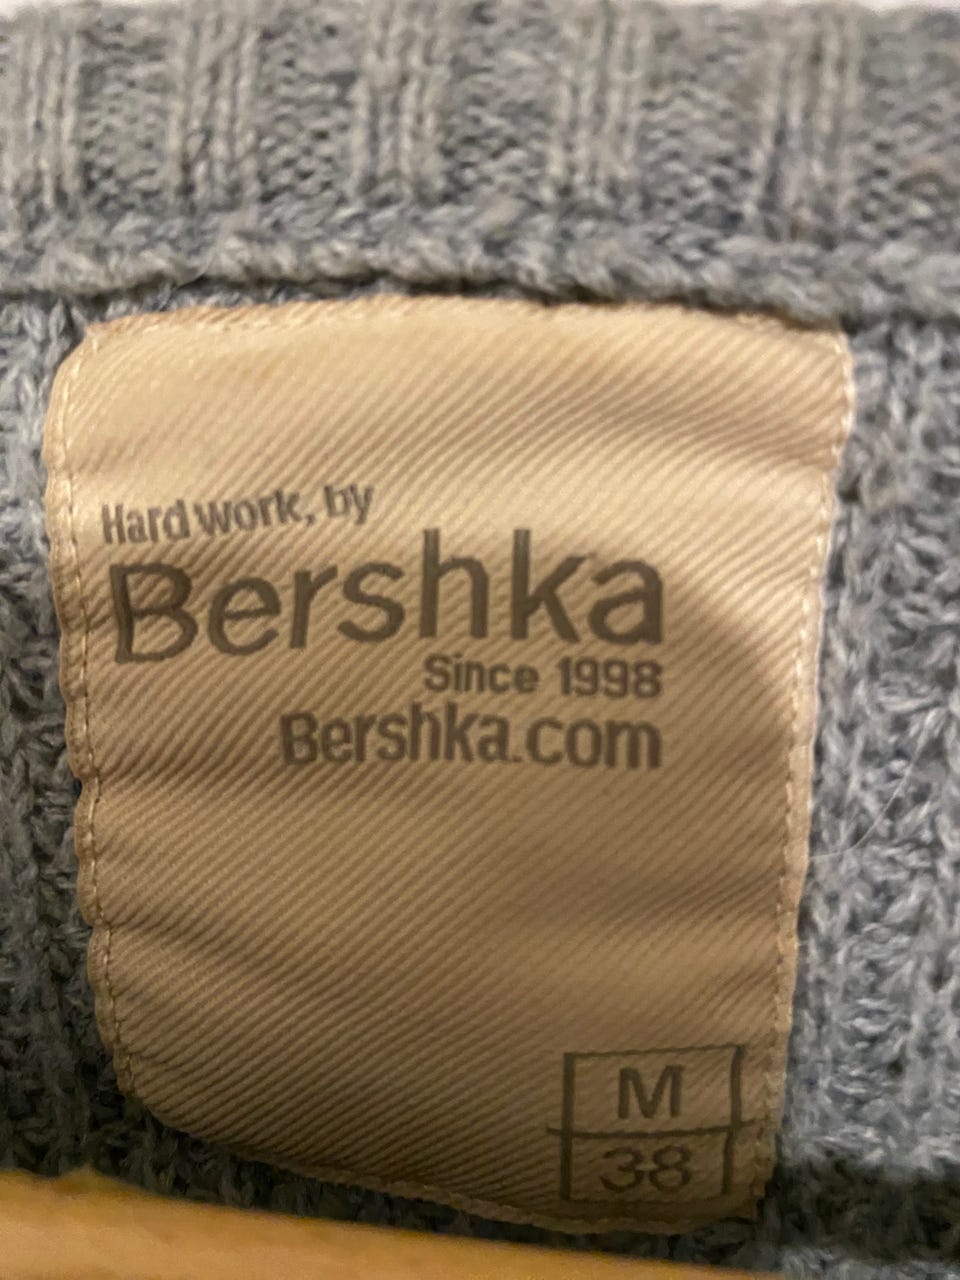 Hard work, by
Bershka
Since 1998
Bershka.com
M
38